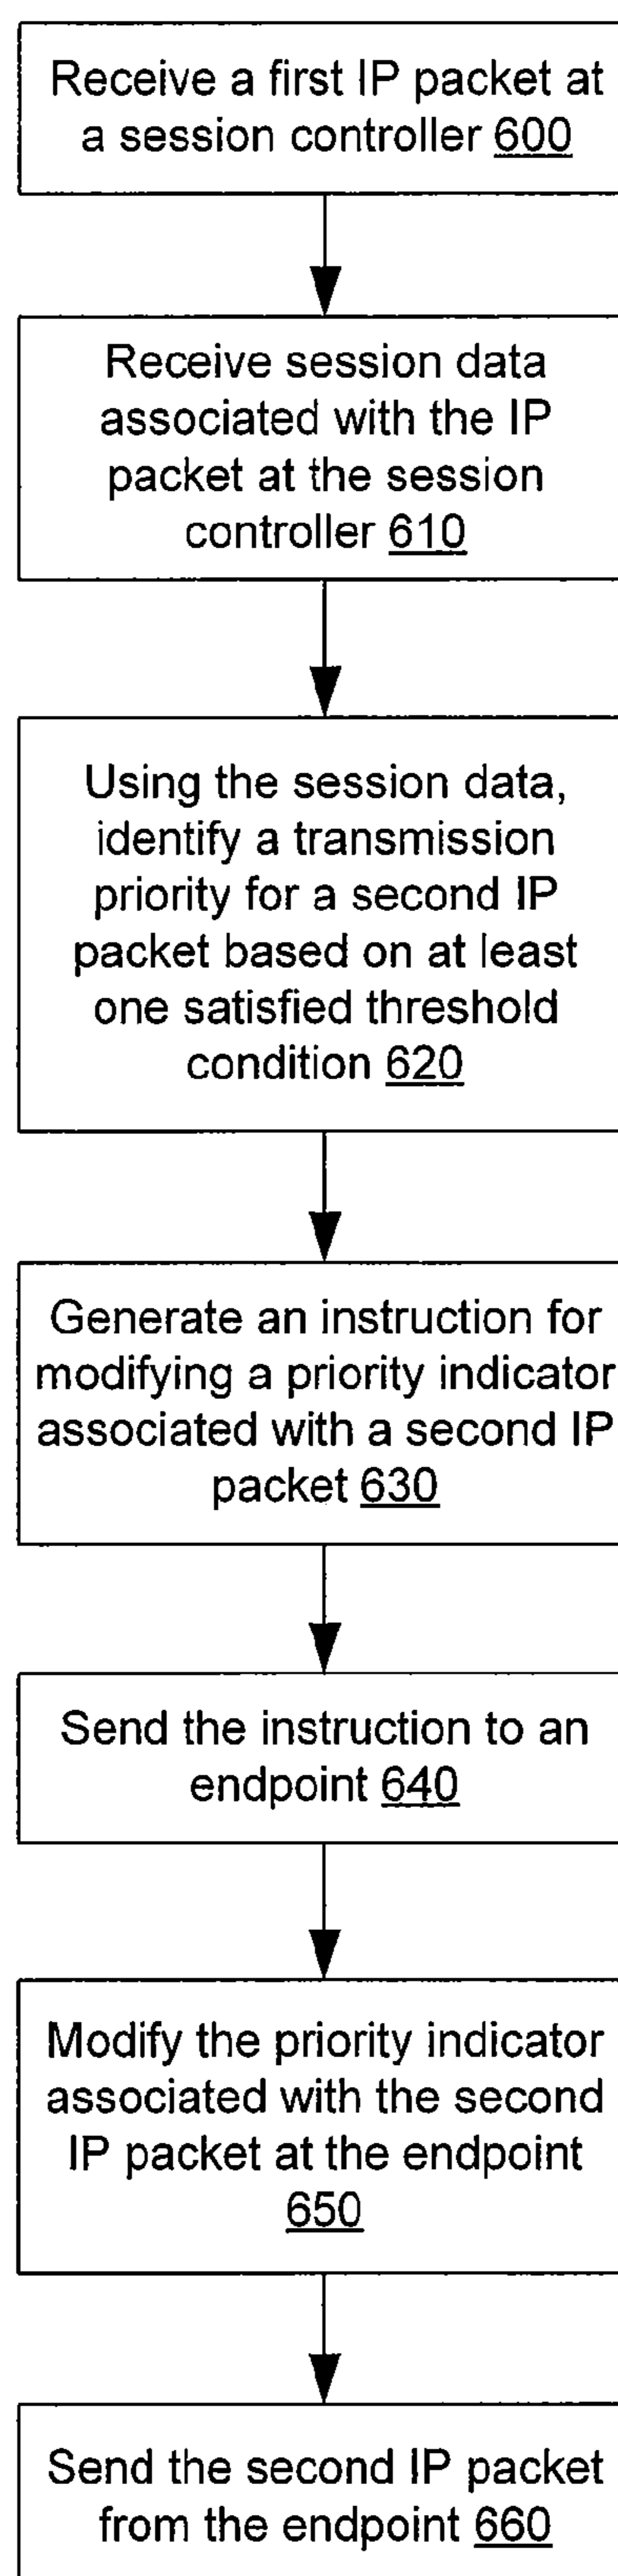 Receive a first IP packet at
a session controller 600
Receive session data
associated with the IP
packet at the session
controller 610
Using the session data,
identify a transmission
priority for a second IP
packet based on at least
one satisfied threshold
condition 620
Generate an instruction for
modifying a priority indicator
associated with a second IP
packet 630
Send the instruction to an
endpoint 640
Modify the priority indicator
associated with the second
IP packet at the endpoint
650
Send the second IP packet
from the endpoint 660